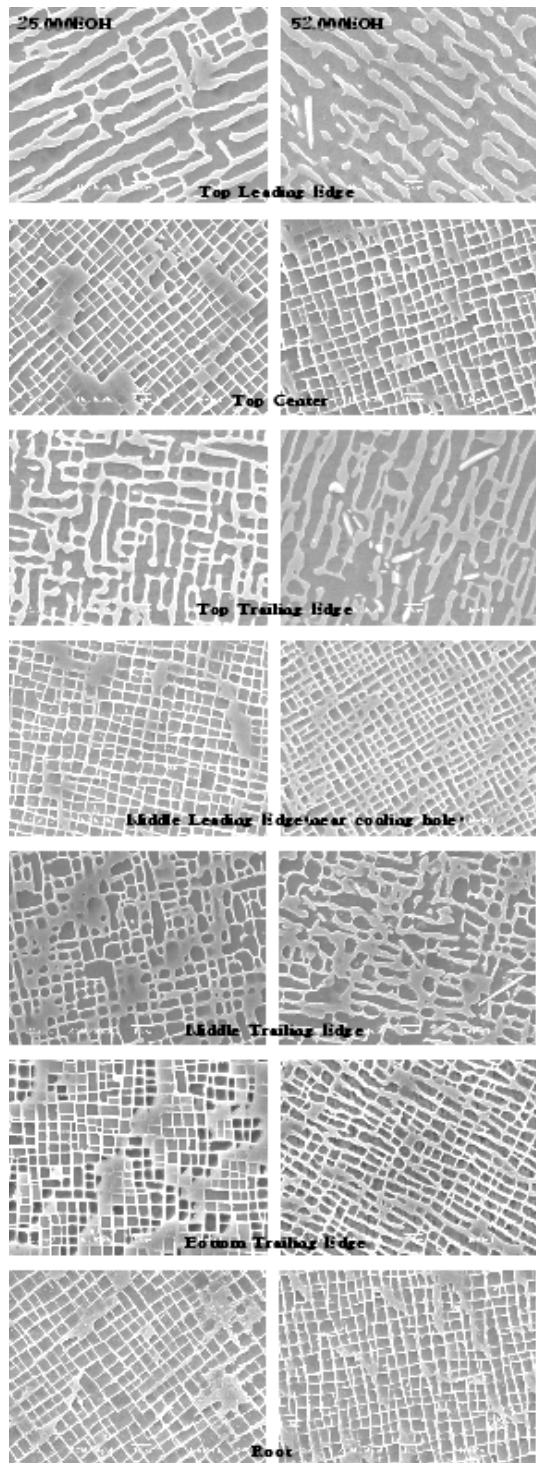 25.000EOH
52.000EOH
Top Leading Edge
Top Center
Top Trailing Edge
Middle Leading Edge(near cooling hole)
Middle Trailing Edge
Bottom Trailing Edge
Root